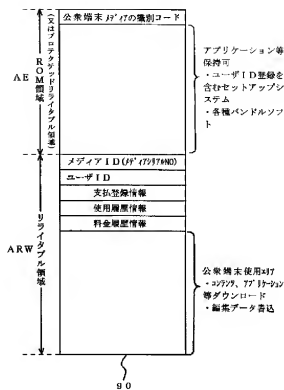 公衆端末メディアの識別コード
AE
ROM領域
(又はプロテクテッドリライタブル領域)
アプリケーション等
保持可
・ユーザID登録を
含むセットアップシ
ステム
・各種バンドルソフ
ト
メディアID(メディアシリアルNO)
ユーザID
支払登録情報
使用履歴情報
料金履歴情報
ARW
リライタブル領域
公衆端末使用エリア
・コンテンツ、アプリケーション
等ダウンロード
・編集データ書込
90